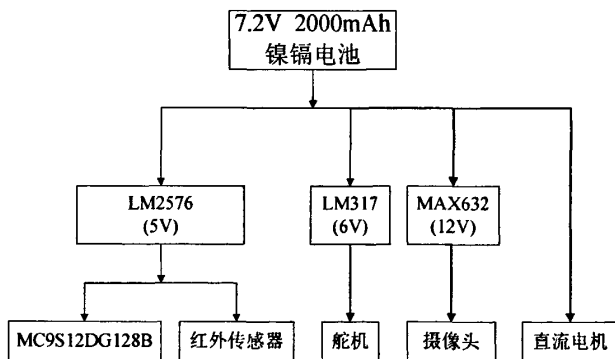 7.2V 2000mAh
镍镉电池
LM2576
(5V)
LM317
(6V)
MAX632
(12V)
MC9S12DG128B
红外传感器
舵机
摄像头
直流电机